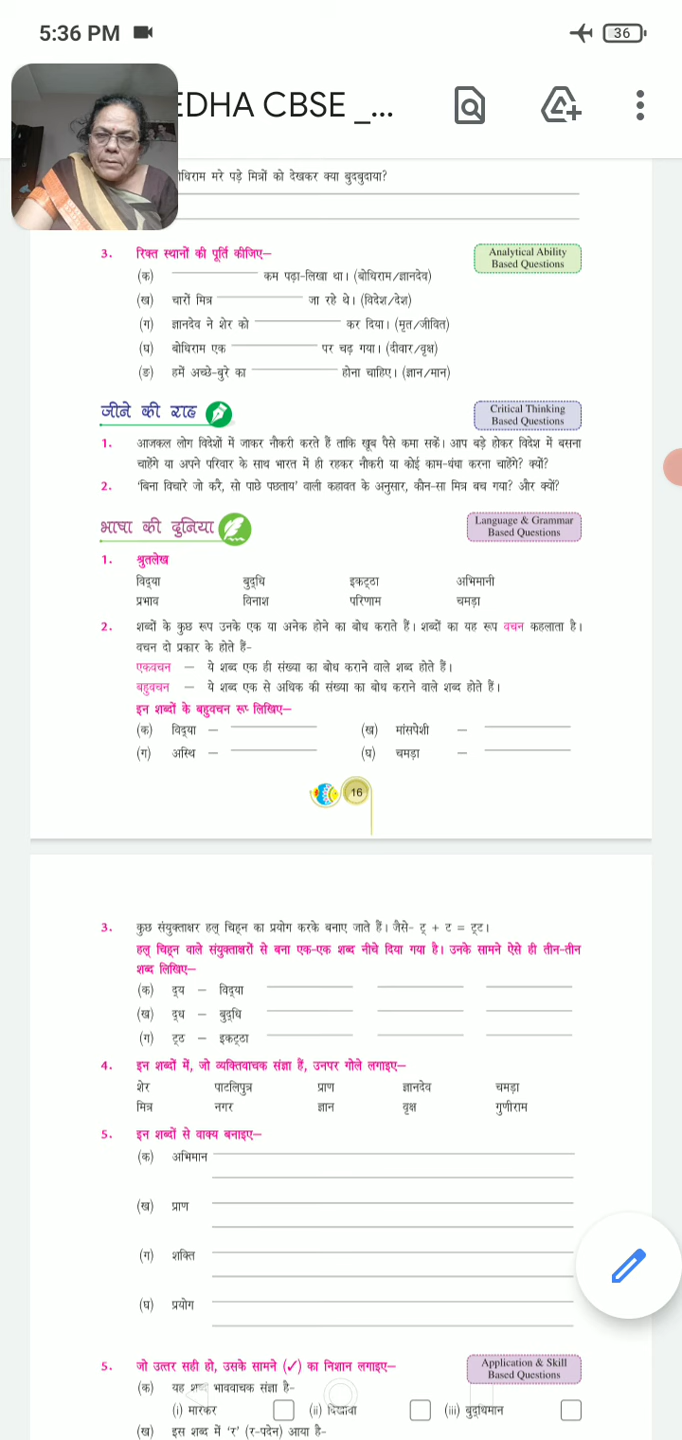 5:36 PM
36
EDHA CBSE _...
धिराम मरे पड़े मित्रों को देखकर क्या बुदबुदाया?
3. रिक्त स्थानों की पूर्ति कीजिए—
Analytical Ability
Based Questions
(क) कम पढ़ा-लिखा था। (बोधिराम/ज्ञानदेव)
(ख) चारों मित्र जा रहे थे। (विदेश/देश)
(ग) ज्ञानदेव ने शेर को कर दिया। (मृत/जीवित)
(घ) बोधिराम एक पर चढ़ गया। (दीवार/वृक्ष)
(ङ) हमें अच्छे-बुरे का होना चाहिए। (ज्ञान/मान)
जीने की राह
Critical Thinking
Based Questions
1. आजकल लोग विदेशों में जाकर नौकरी करते हैं ताकि खूब पैसे कमा सकें। आप बड़े होकर विदेश में बसना
चाहेंगे या अपने परिवार के साथ भारत में ही रहकर नौकरी या कोई काम-धंधा करना चाहेंगे? क्यों?
2. ‘बिना विचारे जो करै, सो पाछे पछताय’ वाली कहावत के अनुसार, कौन-सा मित्र बच गया? और क्यों?
भाषा की दुनिया
Language & Grammar
Based Questions
1. श्रुतलेख
विद्‌या बुद्‌धि इकट्‌ठा अभिमानी
प्रभाव विनाश परिणाम चमड़ा
2. शब्दों के कुछ रूप उनके एक या अनेक होने का बोध कराते हैं। शब्दों का यह रूप वचन कहलाता है।
वचन दो प्रकार के होते हैं-
एकवचन — ये शब्द एक ही संख्या का बोध कराने वाले शब्द होते हैं।
बहुवचन — ये शब्द एक से अधिक की संख्या का बोध कराने वाले शब्द होते हैं।
इन शब्दों के बहुवचन रूप लिखिए—
(क) विद्‌या — (ख) मांसपेशी —
(ग) अस्थि — (घ) चमड़ा —
16
3. कुछ संयुक्ताक्षर हल् चिह्‌न का प्रयोग करके बनाए जाते हैं। जैसे- ट् + ट = ट्‌ट।
हल् चिह्‌न वाले संयुक्ताक्षरों से बना एक-एक शब्द नीचे दिया गया है। उनके सामने ऐसे ही तीन-तीन
शब्द लिखिए—
(क) द्‌य — विद्‌या
(ख) द्‌ध — बुद्‌धि
(ग) ट्‌ठ — इकट्‌ठा
4. इन शब्दों में, जो व्यक्तिवाचक संज्ञा हैं, उनपर गोले लगाइए—
शेर पाटलिपुत्र प्राण ज्ञानदेव चमड़ा
मित्र नगर ज्ञान वृक्ष गुणीराम
5. इन शब्दों से वाक्य बनाइए—
(क) अभिमान
(ख) प्राण
(ग) शक्ति
(घ) प्रयोग
5. जो उत्तर सही हो, उसके सामने (✓) का निशान लगाइए—
Application & Skill
Based Questions
(क) यह शब्द भाववाचक संज्ञा है-
(i) मारकर (ii) दिखावा (iii) बुद्‌धिमान
(ख) इस शब्द में ‘र’ (र-पदेन) आया है-